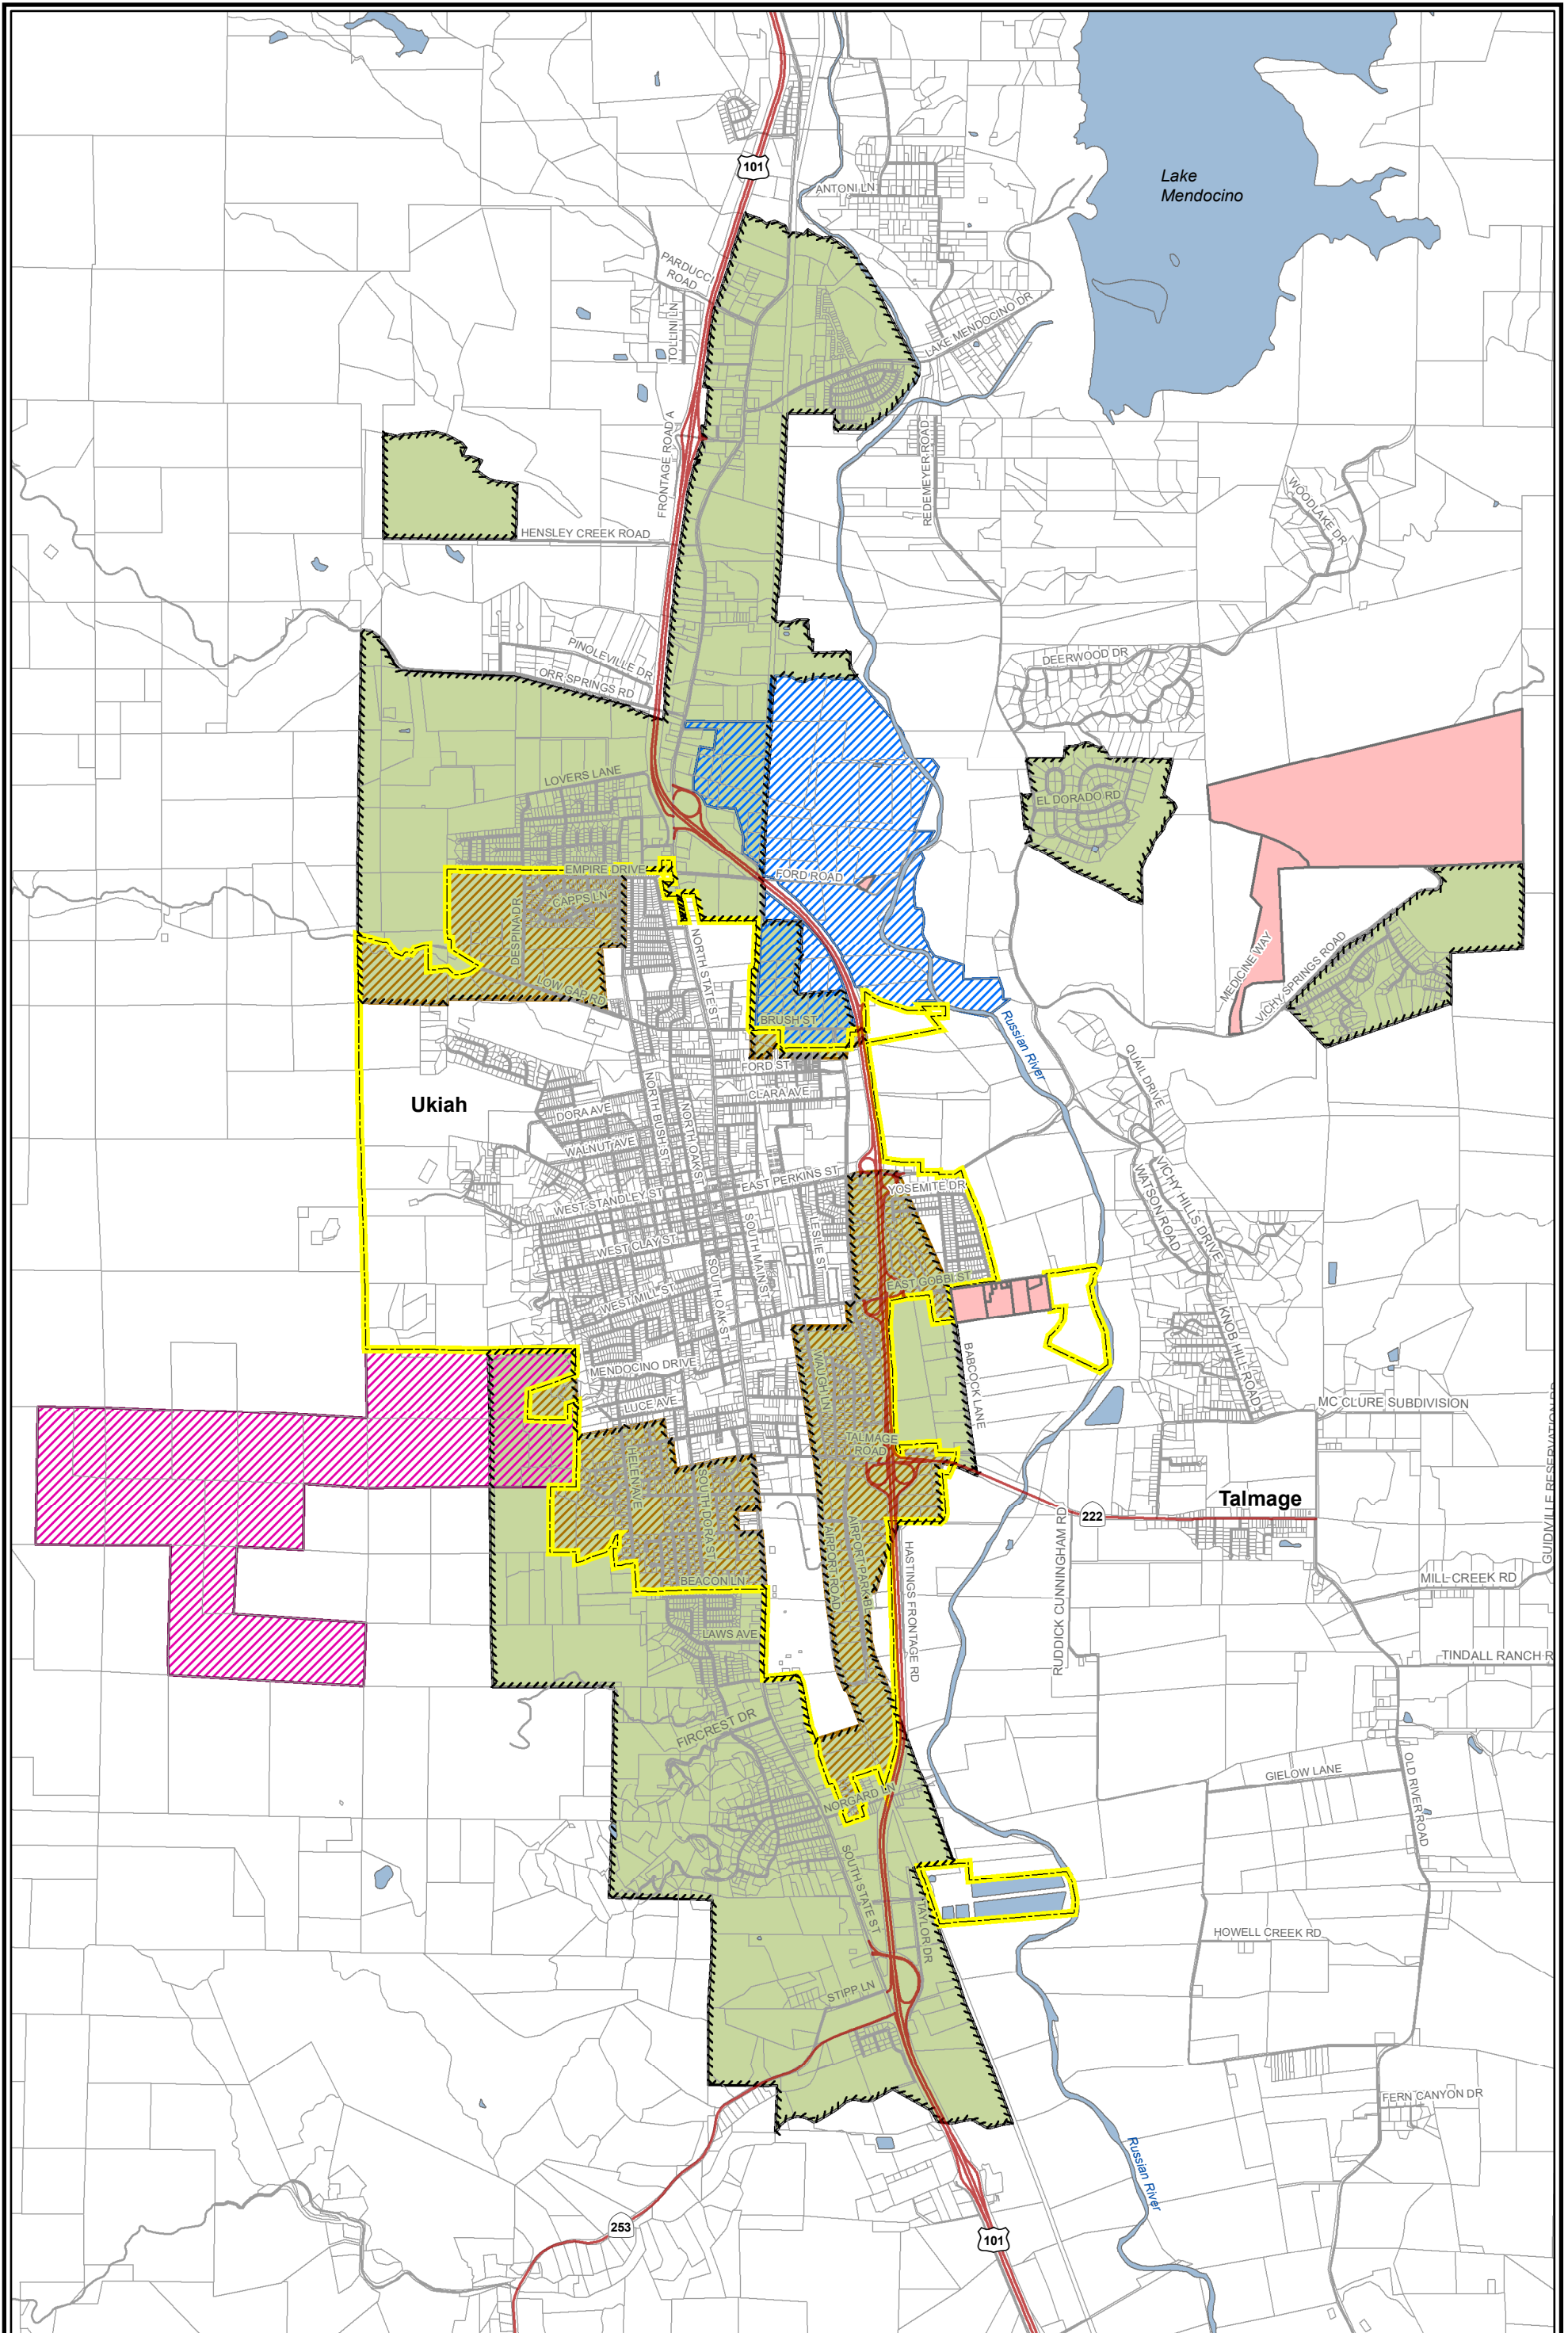 101
Lake
Mendocino
ANTONI LN
PARDUCCI
ROAD
TOLLINI LN
LAKE MENDOCINO DR
FRONTAGE ROAD A
REDEMEYER ROAD
WOODLAKE DR
HENSLEY CREEK ROAD
PINOLEVILLE DR
ORR SPRINGS RD
DEERWOOD DR
LOVERS LANE
EL DORADO RD
EMPIRE DRIVE
FORD ROAD
CAPPS LN
DESPINA DR
NORTH STATE ST
MEDICINE WAY
VICHY SPRINGS ROAD
LOW GAP RD
BRUSH ST
Russian River
FORD ST
QUAIL DRIVE
CLARA AVE
Ukiah
DORA AVE
NORTH BUSH ST
NORTH OAK ST
WALNUT AVE
EAST PERKINS ST
YOSEMITE DR
VICHY HILLS DRIVE
WATSON ROAD
WEST STANDLEY ST
SOUTH MAIN ST
LESLIE ST
WEST CLAY ST
EAST GOBBI ST
WEST MILL ST
SOUTH OAK ST
KNOB HILL ROAD
BABCOCK LANE
WAUGH LN
MENDOCINO DRIVE
LUCE AVE
MC CLURE SUBDIVISION
TALMAGE
ROAD
HELEN AVE
SOUTH DORA ST
GUIDIVILLE RESERVATION DR
Talmage
222
AIRPORT ROAD
AIRPORT PARK BL
HASTINGS FRONTAGE RD
RUDDICK CUNNINGHAM RD
BEACON LN
MILL CREEK RD
LAWS AVE
TINDALL RANCH R
FIRCREST DR
GIELOW LANE
OLD RIVER ROAD
NORGARD LN
SOUTH STATE ST
TAYLOR DR
HOWELL CREEK RD
STIPP LN
FERN CANYON DR
Russian River
253
101